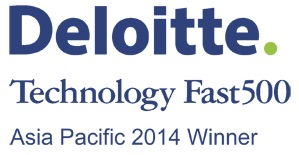 Deloitte.
Technology Fast500
Asia Pacific 2014 Winner